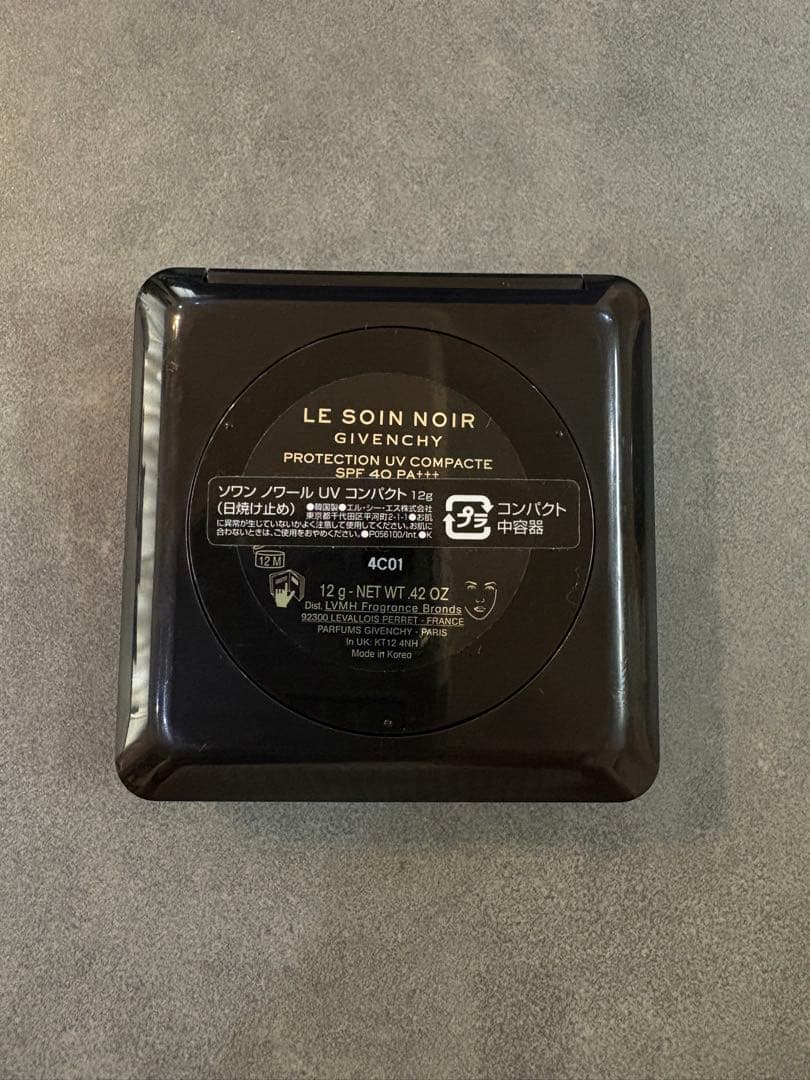 LE SOIN NOIR
GIVENCHY
PROTECTION UV COMPACTE
SPF 40 PA+++
ソワン ノワール UV コンパクト 12g
(日焼け止め) ●韓国製●エル・シー・エス株式会社
東京都千代田区平河町2-1-1●お肌
に異常が生じていないかよく注意して使用してください。お肌に
合わないときは、ご使用をおやめください。●P056100/Int.●K
プラ
コンパクト
中容器
12 M
4C01
12 g - NET WT .42 OZ
Dist. LVMH Fragrance Brands
92300 LEVALLOIS PERRET - FRANCE
PARFUMS GIVENCHY - PARIS
In UK: KT12 4NH
Made in Korea